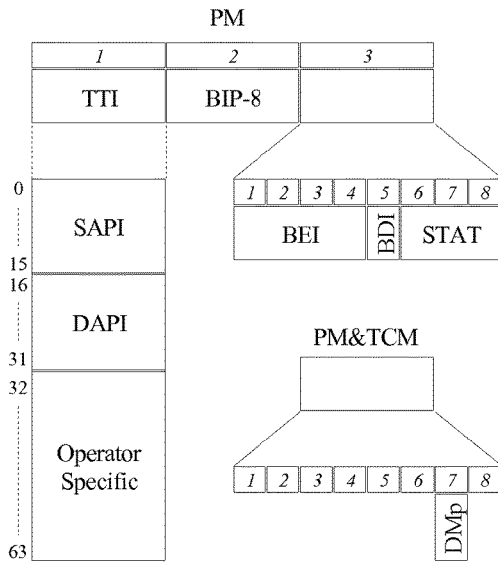 PM
1 2 3
TTI BIP-8
0 1 2 3 4 5 6 7 8
SAPI BEI BDI STAT
15
16
DAPI
31 PM&TCM
32
Operator
Specific 1 2 3 4 5 6 7 8
DMp
63